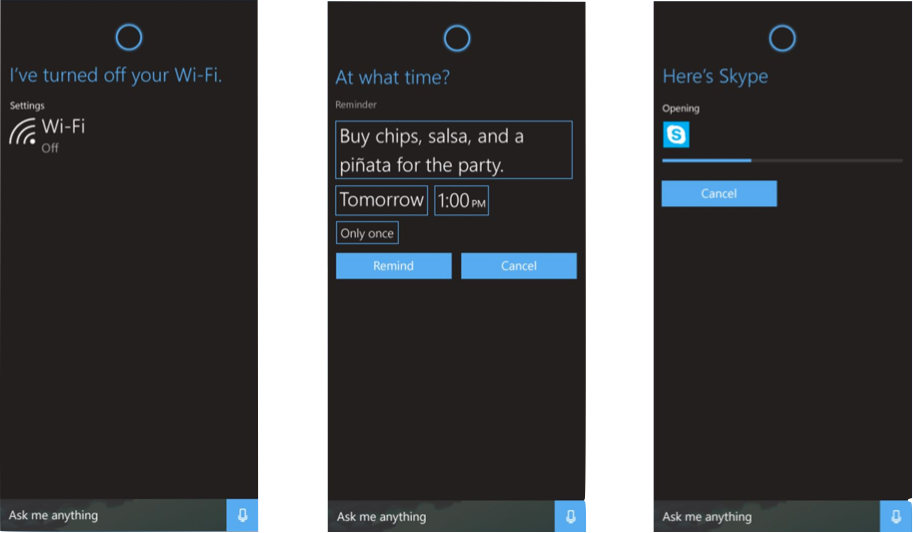 I've turned off your Wi-Fi.
Settings
Wi-Fi
Off
Ask me anything
At what time?
Reminder
Buy chips, salsa, and a
piñata for the party.
Tomorrow 1:00 PM
Only once
Remind Cancel
Ask me anything
Here's Skype
Opening
S
Cancel
Ask me anything